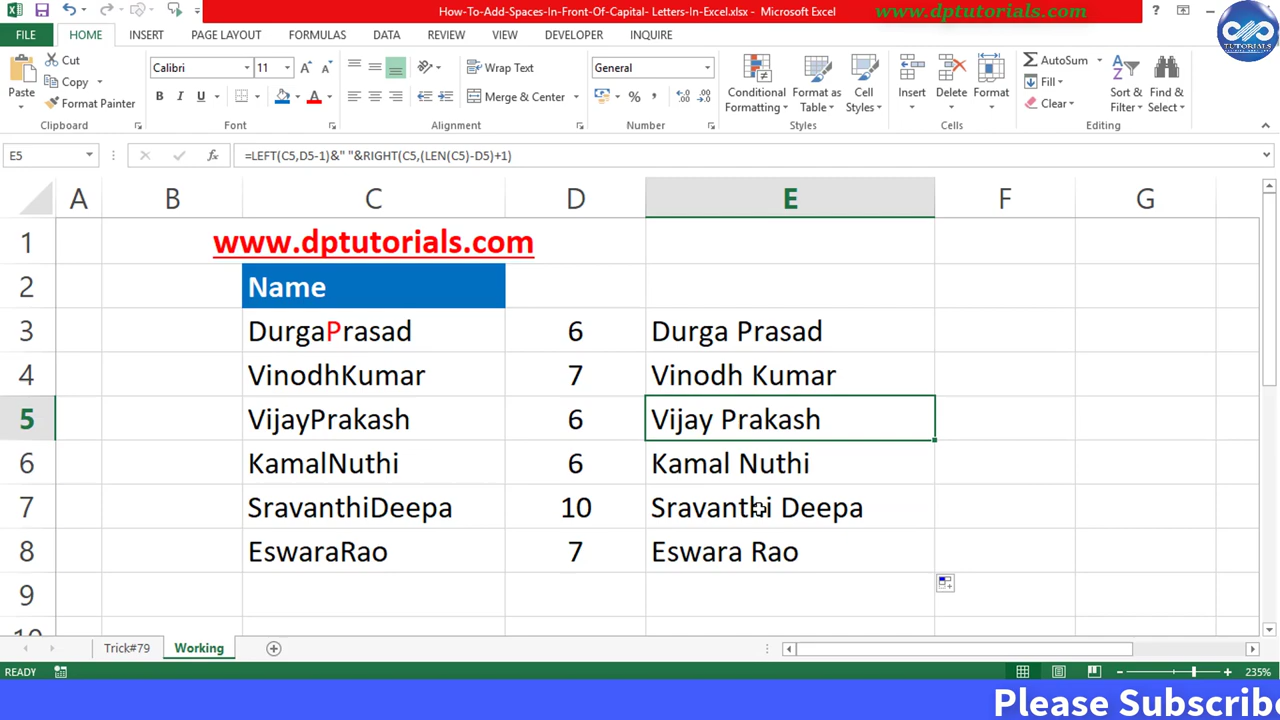 How-To-Add-Spaces-In-Front-Of-Capital- Letters-In-Excel.xlsx - Microsoft Excel
www.dptutorials.com
TUTORIALS
FILE HOME INSERT PAGE LAYOUT FORMULAS DATA REVIEW VIEW DEVELOPER INQUIRE
Paste
Cut
Copy
Format Painter
Calibri 11
B I U
Wrap Text
Merge & Center
General
Conditional Formatting
Format as Table
Cell Styles
Insert Delete Format
AutoSum
Fill
Clear
Sort & Filter
Find & Select
Clipboard Font Alignment Number Styles Cells Editing
E5 fx =LEFT(C5,D5-1)&" "&RIGHT(C5,(LEN(C5)-D5)+1)
A B C D E F G
1 www.dptutorials.com
2 Name
3 DurgaPrasad 6 Durga Prasad
4 VinodhKumar 7 Vinodh Kumar
5 VijayPrakash 6 Vijay Prakash
6 KamalNuthi 6 Kamal Nuthi
7 SravanthiDeepa 10 Sravanthi Deepa
8 EswaraRao 7 Eswara Rao
9
10
Trick#79 Working
READY 235%
Please Subscribe